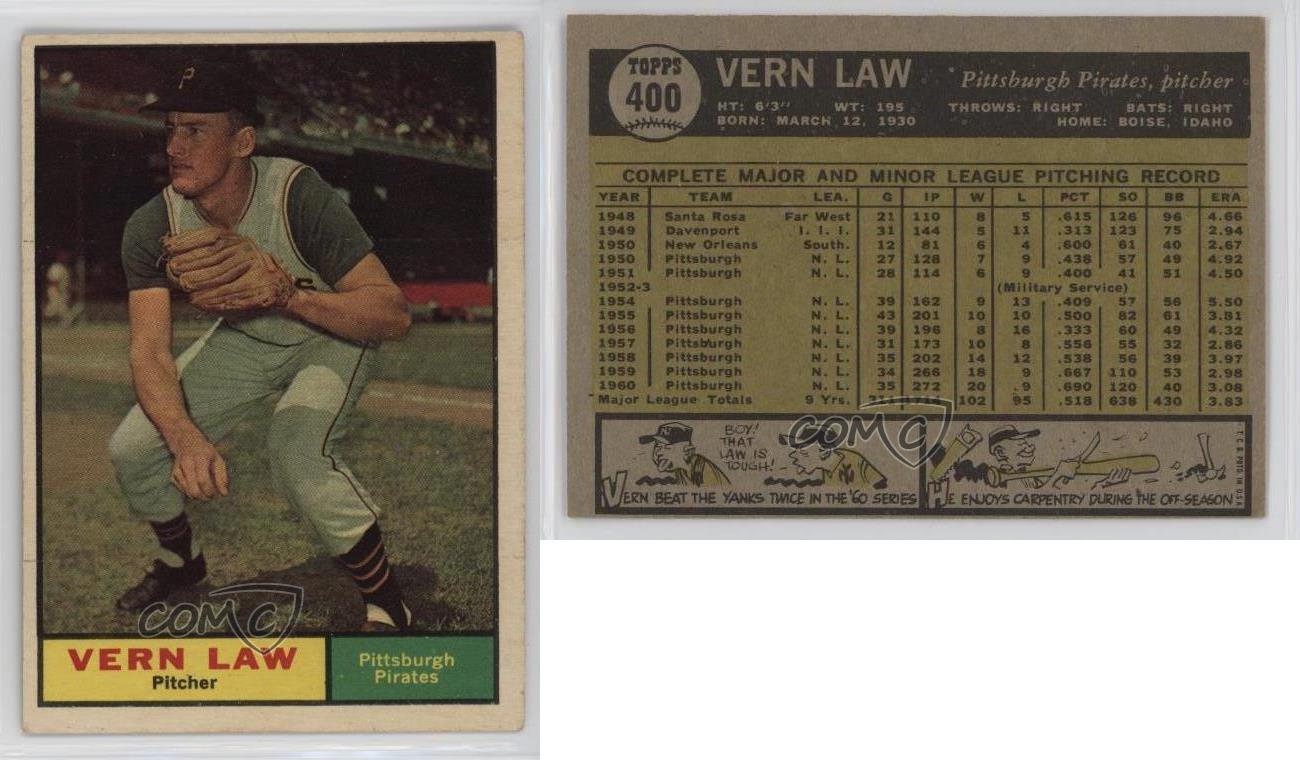 P
S
COMC
VERN LAW
Pitcher
Pittsburgh
Pirates
TOPPS
400
VERN LAW Pittsburgh Pirates, pitcher
HT: 6'3" WT: 195 THROWS: RIGHT BATS: RIGHT
BORN: MARCH 12, 1930 HOME: BOISE, IDAHO
COMPLETE MAJOR AND MINOR LEAGUE PITCHING RECORD
YEAR TEAM LEA. G IP W L PCT SO BB ERA
1948 Santa Rosa Far West 21 110 8 5 .615 126 96 4.66
1949 Davenport I. I. I. 31 144 5 11 .313 123 75 2.94
1950 New Orleans South. 12 81 6 4 .600 61 40 2.67
1950 Pittsburgh N. L. 27 128 7 9 .438 57 49 4.92
1951 Pittsburgh N. L. 28 114 6 9 .400 41 51 4.50
1952-3 (Military Service)
1954 Pittsburgh N. L. 39 162 9 13 .409 57 56 5.50
1955 Pittsburgh N. L. 43 201 10 10 .500 82 61 3.81
1956 Pittsburgh N. L. 39 196 8 16 .333 60 49 4.32
1957 Pittsburgh N. L. 31 173 10 8 .556 55 32 2.86
1958 Pittsburgh N. L. 35 202 14 12 .538 56 39 3.97
1959 Pittsburgh N. L. 34 266 18 9 .667 110 53 2.98
1960 Pittsburgh N. L. 35 272 20 9 .690 120 40 3.08
Major League Totals 9 Yrs. 311 1714 102 95 .518 638 430 3.83
BOY!
THAT
LAW IS
TOUGH!
COMC
VERN BEAT THE YANKS TWICE IN THE '60 SERIES
HE ENJOYS CARPENTRY DURING THE OFF-SEASON
T. C. G. PRTD. IN U.S.A.